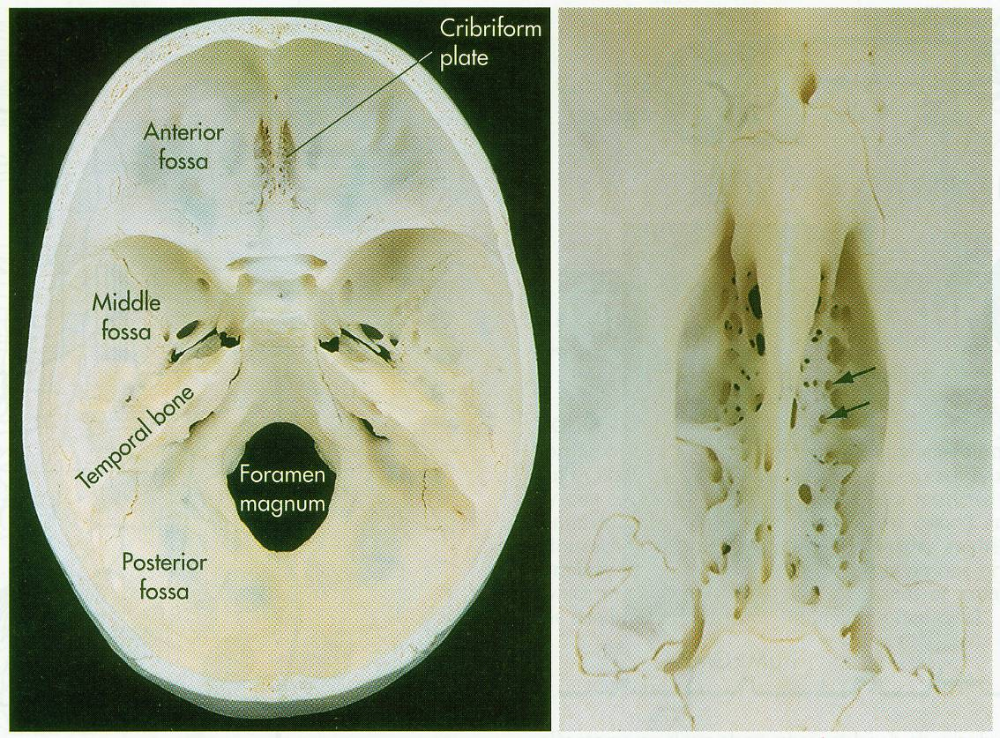 Cribriform
plate
Anterior
fossa
Middle
fossa
Temporal bone
Foramen
magnum
Posterior
fossa